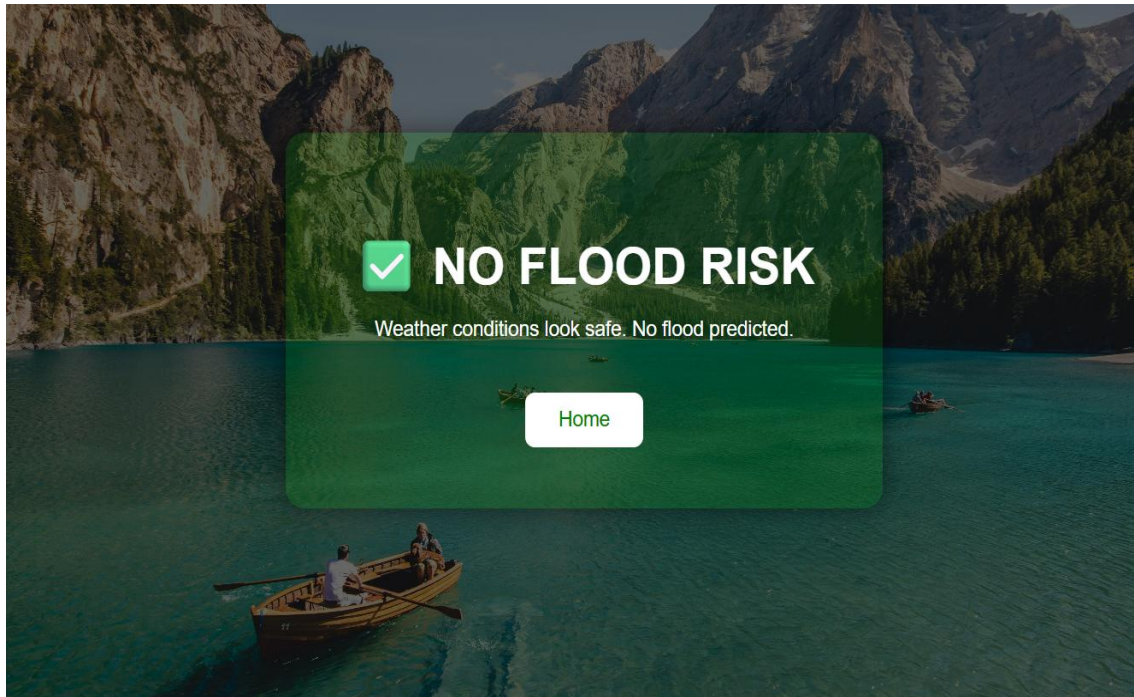 ✅ NO FLOOD RISK
Weather conditions look safe. No flood predicted.
Home